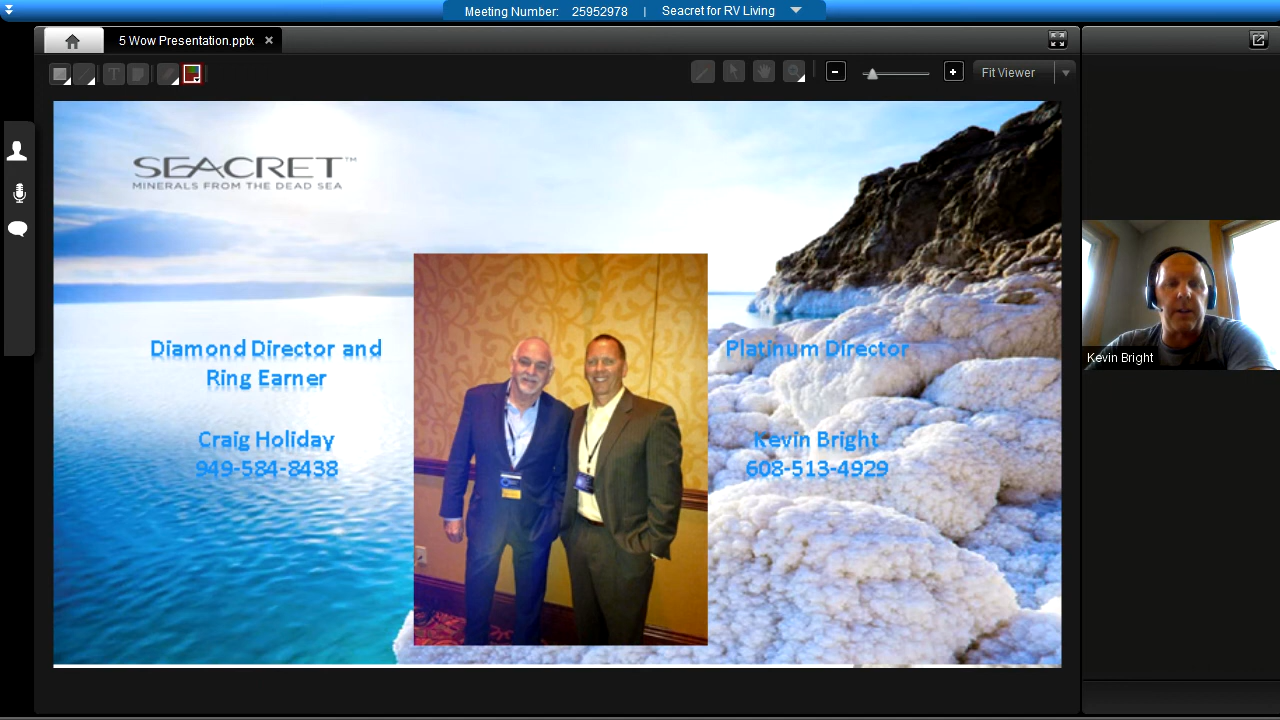 Meeting Number: 25952978 | Seacret for RV Living
5 Wow Presentation.pptx
Fit Viewer
SEACRET™
MINERALS FROM THE DEAD SEA
Diamond Director and
Ring Earner
Craig Holiday
949-584-8438
Platinum Director
Kevin Bright
608-513-4929
Kevin Bright